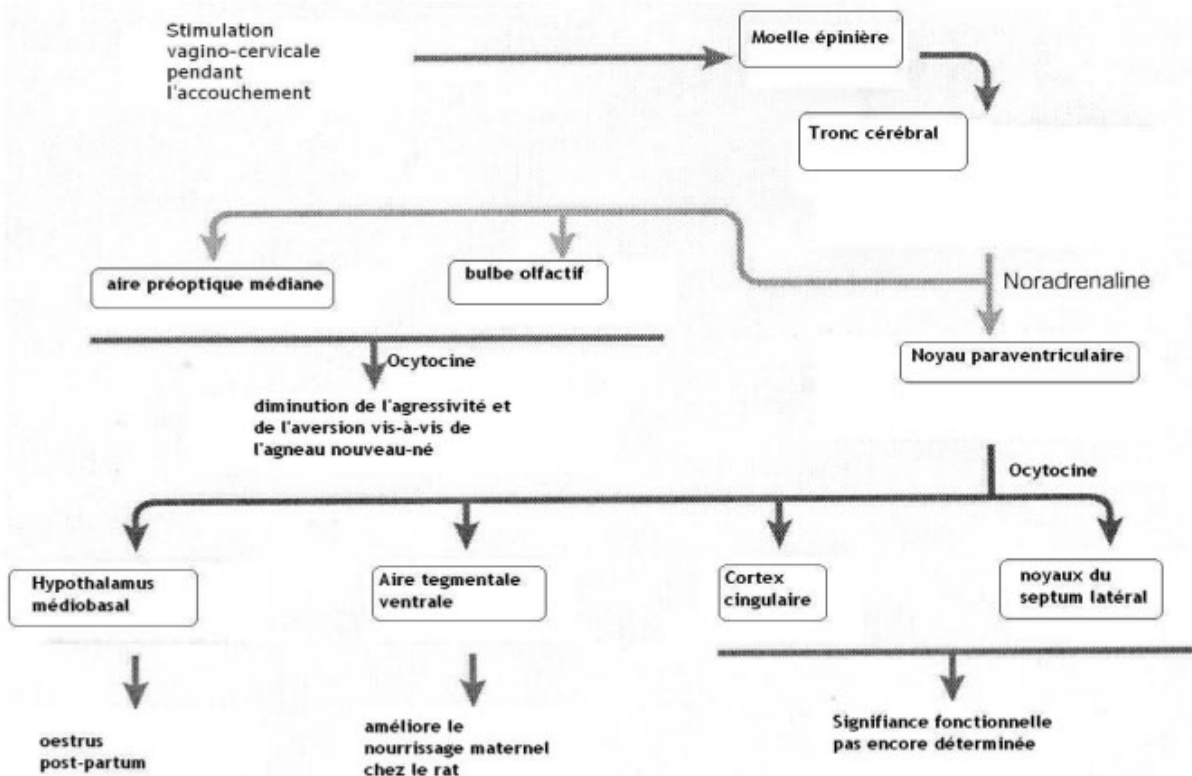 Stimulation
vagino-cervicale
pendant
l'accouchement
Moelle épinière
Tronc cérébral
aire préoptique médiane
bulbe olfactif
Noradrenaline
Noyau paraventriculaire
Ocytocine
diminution de l'agressivité et
de l'aversion vis-à-vis de
l'agneau nouveau-né
Ocytocine
Hypothalamus
médiobasal
Aire tegmentale
ventrale
Cortex
cingulaire
noyaux du
septum latéral
oestrus
post-partum
améliore le
nourrissage maternel
chez le rat
Signifiance fonctionnelle
pas encore déterminée